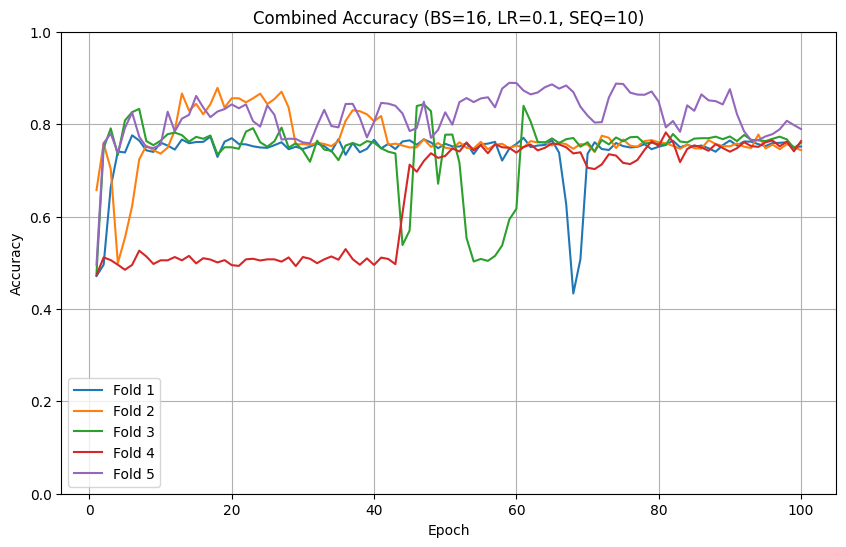 Combined Accuracy (BS=16, LR=0.1, SEQ=10)
1.0
0.8
0.6
0.4
0.2
0.0
Accuracy
Fold 1
Fold 2
Fold 3
Fold 4
Fold 5
0 20 40 60 80 100
Epoch